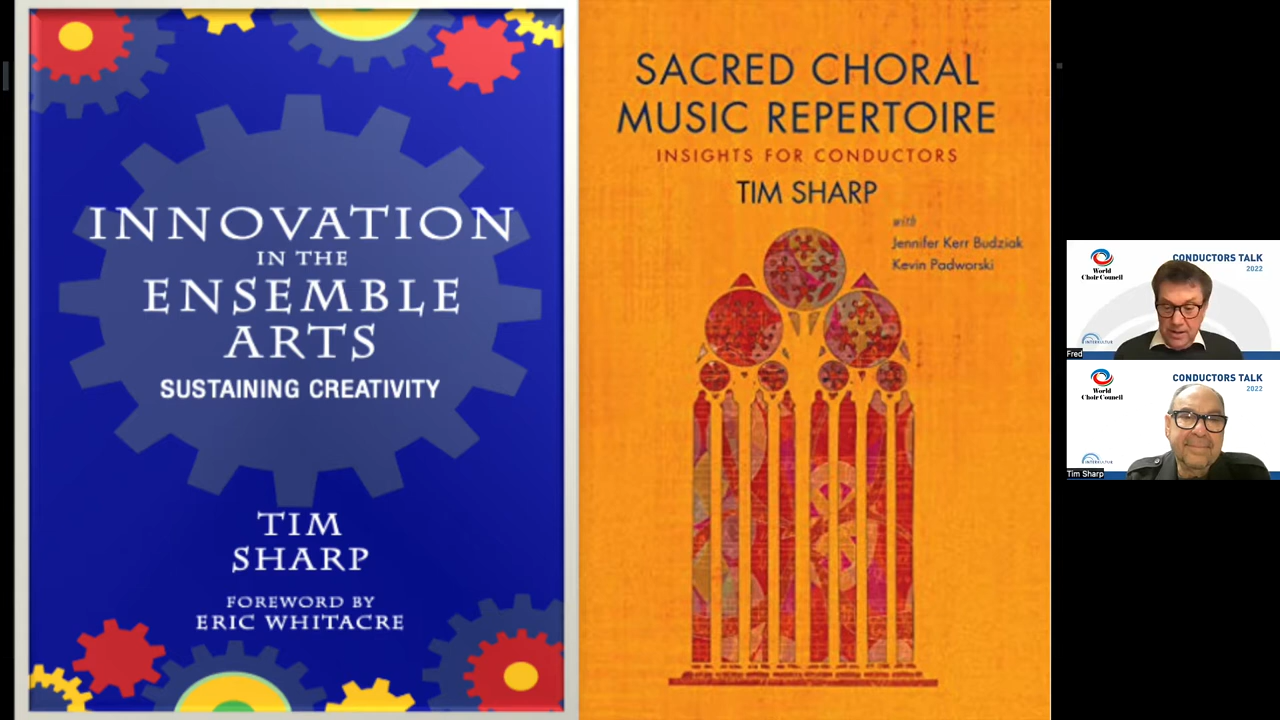 INNOVATION
IN THE
ENSEMBLE
ARTS
SUSTAINING CREATIVITY
TIM
SHARP
FOREWORD BY
ERIC WHITACRE
SACRED CHORAL
MUSIC REPERTOIRE
INSIGHTS FOR CONDUCTORS
TIM SHARP
with
Jennifer Kerr Budziak
Kevin Padworski
World
Choir Council
CONDUCTORS TALK
2022
INTERKULTUR
Fred
World
Choir Council
CONDUCTORS TALK
2022
INTERKULTUR
Tim Sharp